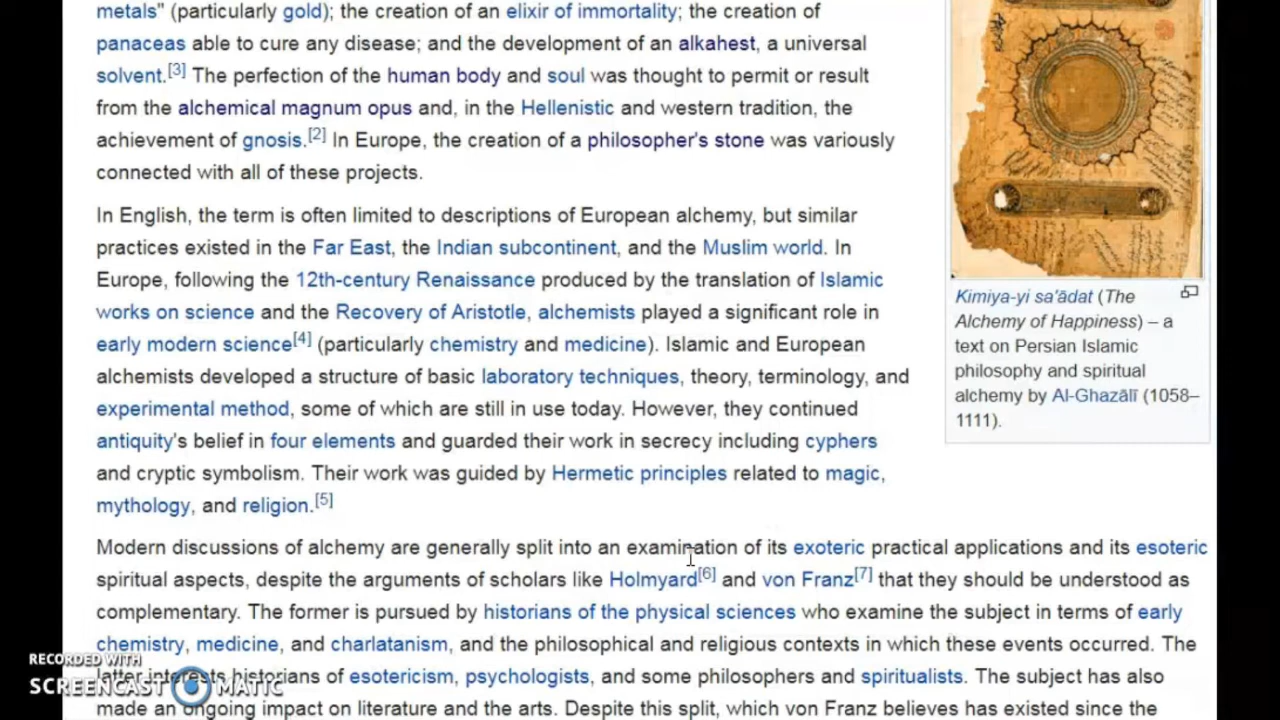 metals" (particularly gold); the creation of an elixir of immortality; the creation of
panaceas able to cure any disease; and the development of an alkahest, a universal
solvent.[3] The perfection of the human body and soul was thought to permit or result
from the alchemical magnum opus and, in the Hellenistic and western tradition, the
achievement of gnosis.[2] In Europe, the creation of a philosopher's stone was variously
connected with all of these projects.
In English, the term is often limited to descriptions of European alchemy, but similar
practices existed in the Far East, the Indian subcontinent, and the Muslim world. In
Europe, following the 12th-century Renaissance produced by the translation of Islamic
works on science and the Recovery of Aristotle, alchemists played a significant role in
early modern science[4] (particularly chemistry and medicine). Islamic and European
alchemists developed a structure of basic laboratory techniques, theory, terminology, and
experimental method, some of which are still in use today. However, they continued
antiquity's belief in four elements and guarded their work in secrecy including cyphers
and cryptic symbolism. Their work was guided by Hermetic principles related to magic,
mythology, and religion.[5]
Kimiya-yi sa'ādat (The
Alchemy of Happiness) – a
text on Persian Islamic
philosophy and spiritual
alchemy by Al-Ghazālī (1058–
1111).
Modern discussions of alchemy are generally split into an examination of its exoteric practical applications and its esoteric
spiritual aspects, despite the arguments of scholars like Holmyard[6] and von Franz[7] that they should be understood as
complementary. The former is pursued by historians of the physical sciences who examine the subject in terms of early
chemistry, medicine, and charlatanism, and the philosophical and religious contexts in which these events occurred. The
latter interests historians of esotericism, psychologists, and some philosophers and spiritualists. The subject has also
made an ongoing impact on literature and the arts. Despite this split, which von Franz believes has existed since the
RECORDED WITH
SCREENCAST MATIC